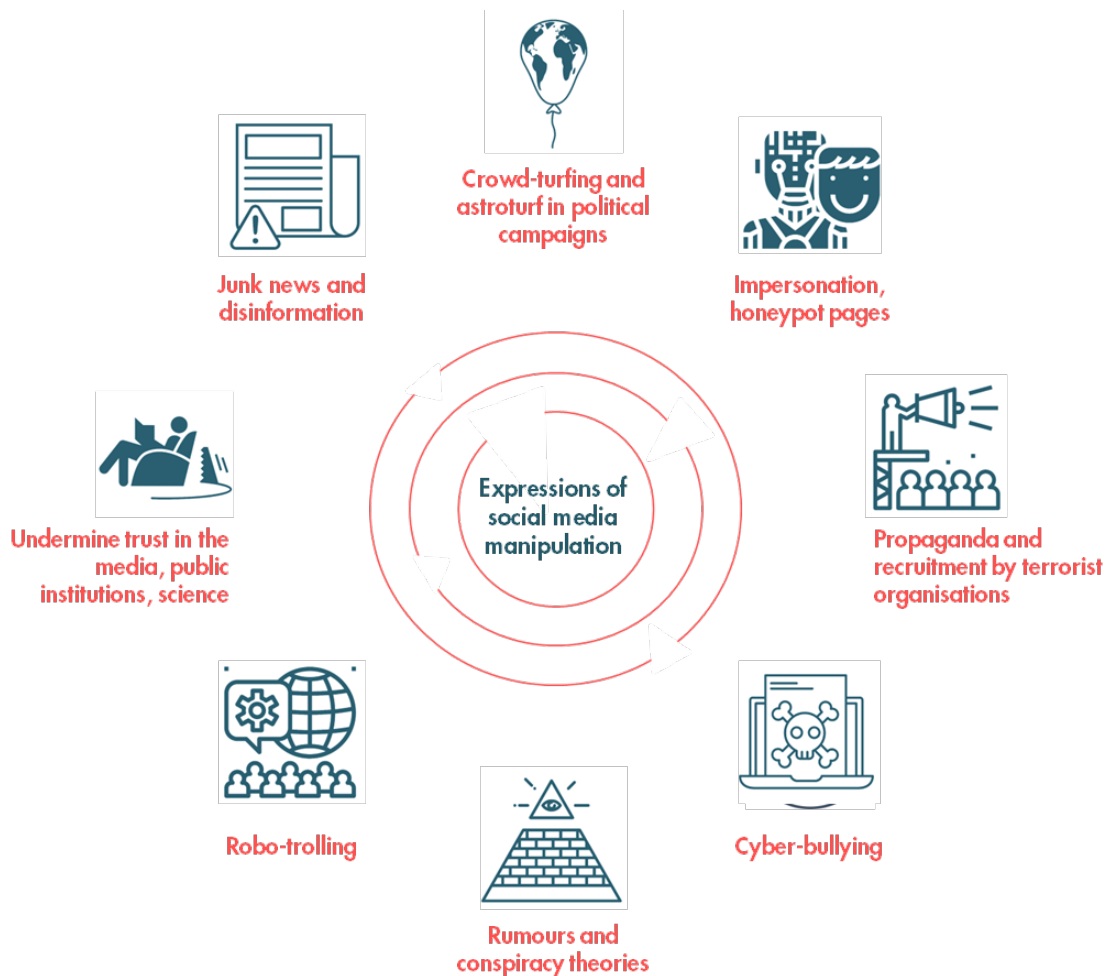 Crowd-turfing and
astroturf in political
campaigns
Junk news and
disinformation
Impersonation,
honeypot pages
Expressions of
social media
manipulation
Undermine trust in the
media, public
institutions, science
Propaganda and
recruitment by terrorist
organisations
Robo-trolling
Cyber-bullying
Rumours and
conspiracy theories